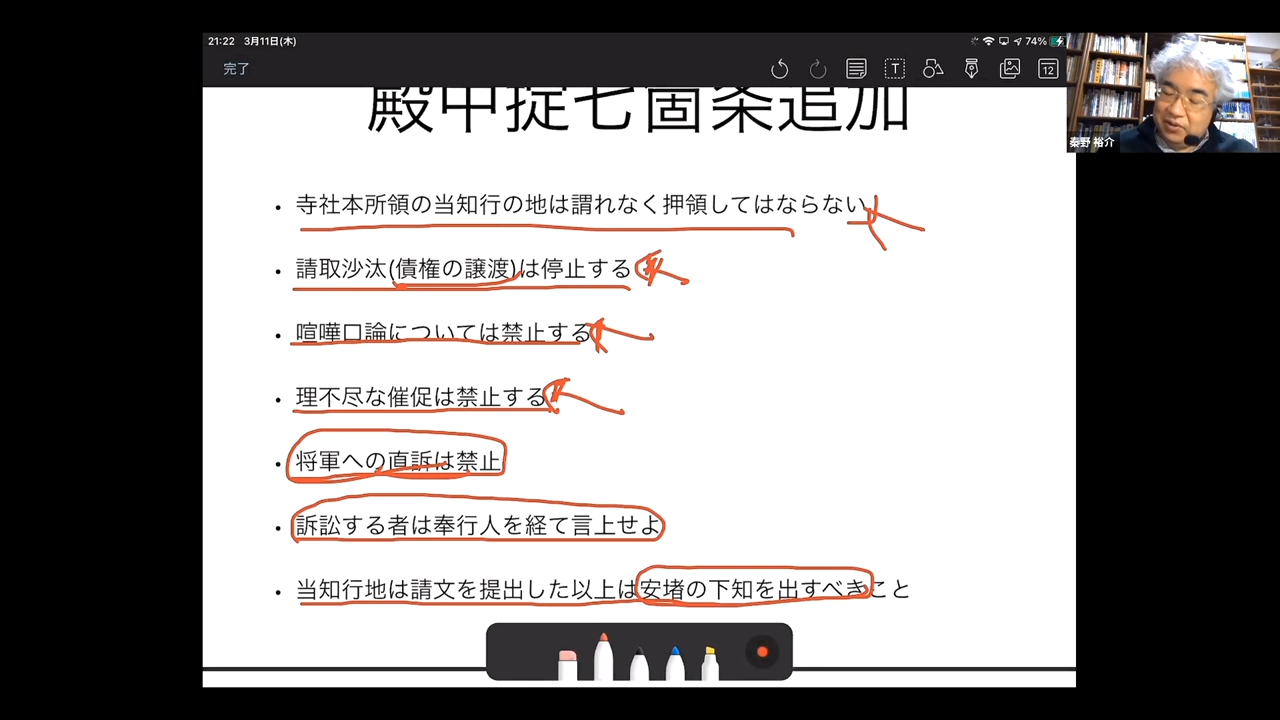 21:22 3月11日(木)
74%
完了
T
12
殿中掟七箇条追加
秦野 裕介
• 寺社本所領の当知行の地は謂れなく押領してはならない
• 請取沙汰(債権の譲渡)は停止する
• 喧嘩口論については禁止する
• 理不尽な催促は禁止する
• 将軍への直訴は禁止
• 訴訟する者は奉行人を経て言上せよ
• 当知行地は請文を提出した以上は安堵の下知を出すべきこと